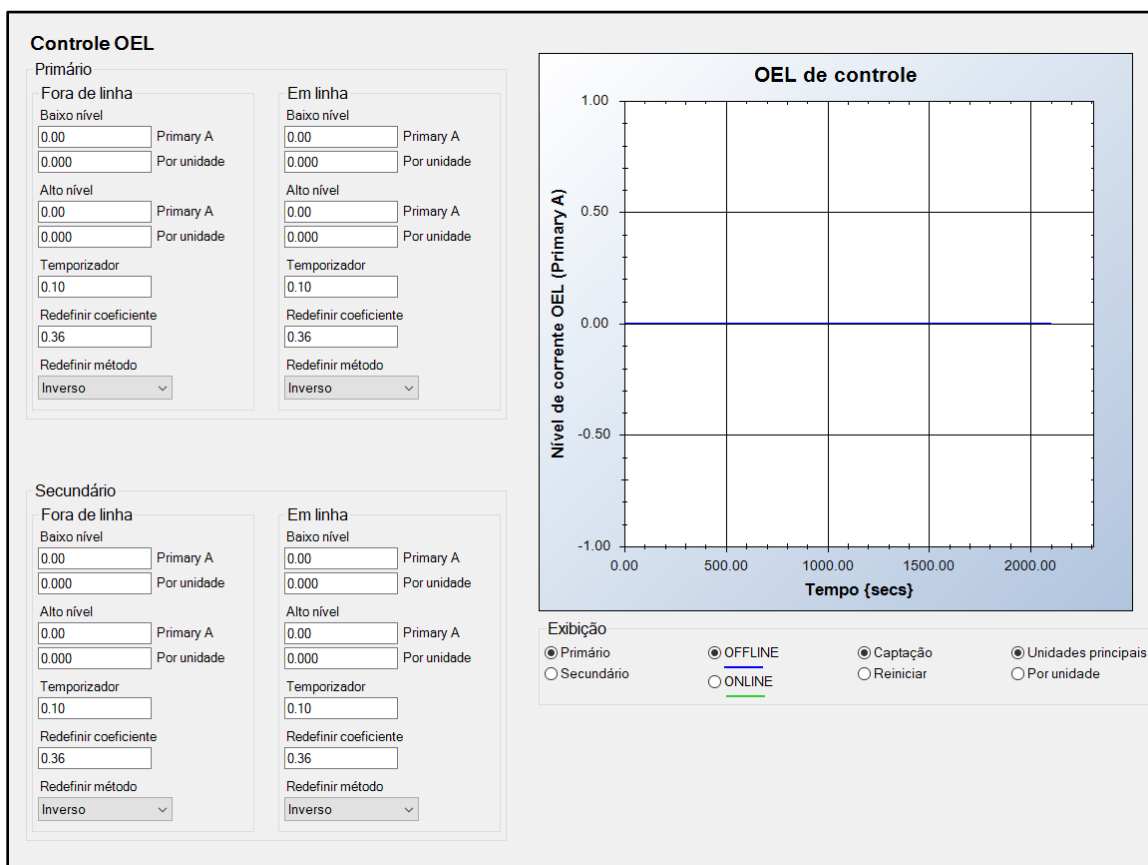 Controle OEL
Primário
Fora de linha
Baixo nível
0.00 Primary A
0.000 Por unidade
Alto nível
0.00 Primary A
0.000 Por unidade
Temporizador
0.10
Redefinir coeficiente
0.36
Redefinir método
Inverso
Em linha
Baixo nível
0.00 Primary A
0.000 Por unidade
Alto nível
0.00 Primary A
0.000 Por unidade
Temporizador
0.10
Redefinir coeficiente
0.36
Redefinir método
Inverso
Secundário
Fora de linha
Baixo nível
0.00 Primary A
0.000 Por unidade
Alto nível
0.00 Primary A
0.000 Por unidade
Temporizador
0.10
Redefinir coeficiente
0.36
Redefinir método
Inverso
Em linha
Baixo nível
0.00 Primary A
0.000 Por unidade
Alto nível
0.00 Primary A
0.000 Por unidade
Temporizador
0.10
Redefinir coeficiente
0.36
Redefinir método
Inverso
OEL de controle
Nível de corrente OEL (Primary A)
1.00
0.50
0.00
-0.50
-1.00
0.00 500.00 1000.00 1500.00 2000.00
Tempo {secs}
Exibição
Primário OFFLINE Captação Unidades principais
Secundário ONLINE Reiniciar Por unidade